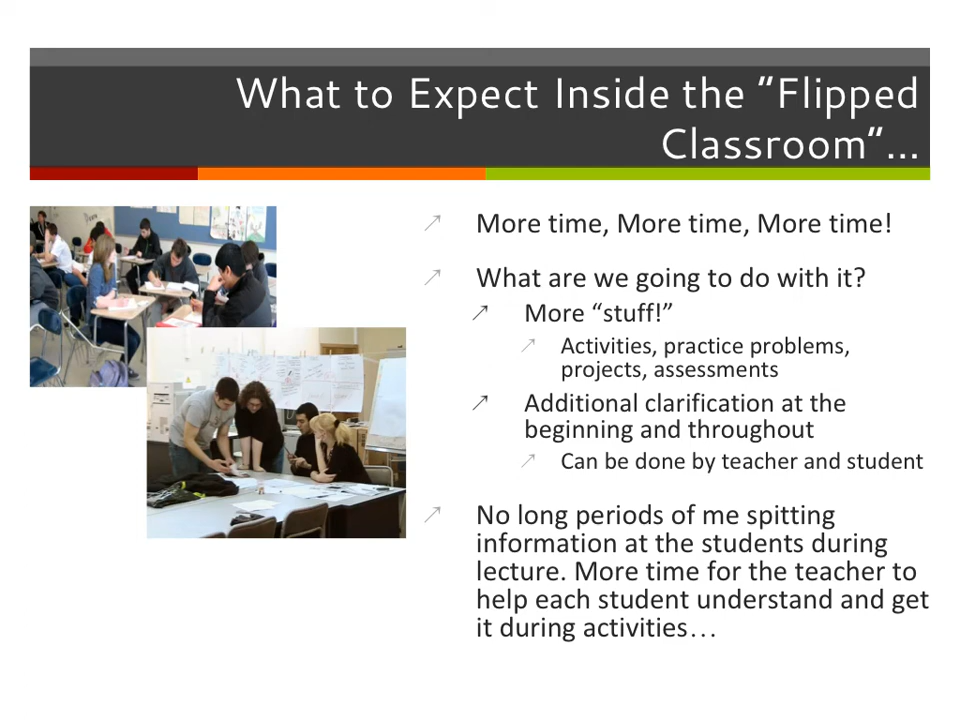 What to Expect Inside the “Flipped
Classroom”...
More time, More time, More time!
What are we going to do with it?
More “stuff!”
Activities, practice problems,
projects, assessments
Additional clarification at the
beginning and throughout
Can be done by teacher and student
No long periods of me spitting
information at the students during
lecture. More time for the teacher to
help each student understand and get
it during activities…